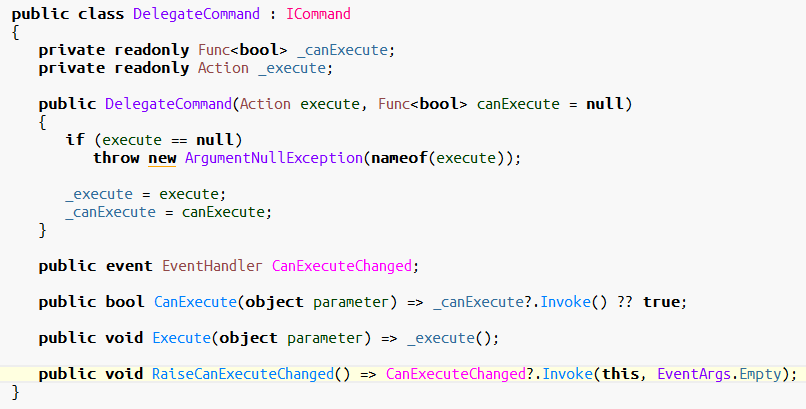 public class DelegateCommand : ICommand
{
private readonly Func<bool> _canExecute;
private readonly Action _execute;
public DelegateCommand(Action execute, Func<bool> canExecute = null)
{
if (execute == null)
throw new ArgumentNullException(nameof(execute));
_execute = execute;
_canExecute = canExecute;
}
public event EventHandler CanExecuteChanged;
public bool CanExecute(object parameter) => _canExecute?.Invoke() ?? true;
public void Execute(object parameter) => _execute();
public void RaiseCanExecuteChanged() => CanExecuteChanged?.Invoke(this, EventArgs.Empty);
}